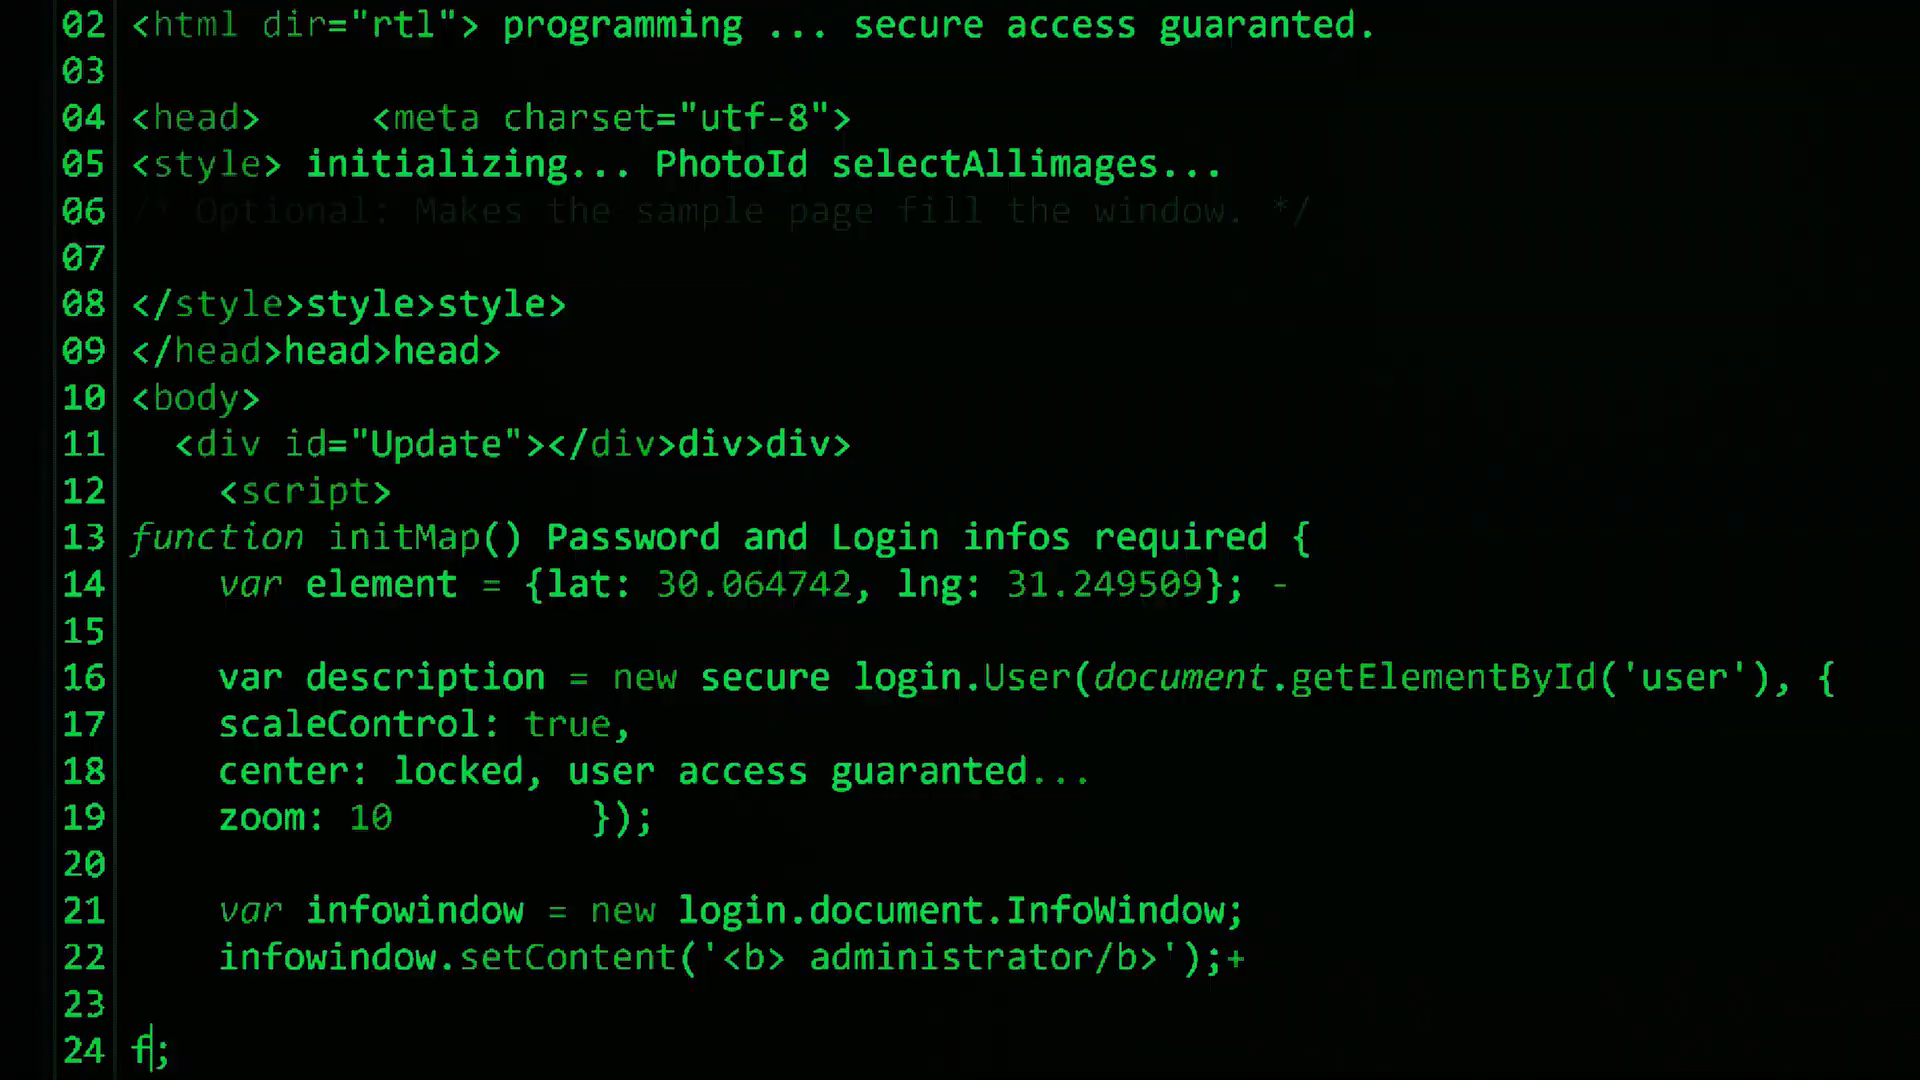 02 <html dir="rtl"> programming ... secure access guaranted.
03
04 <head>     <meta charset="utf-8">
05 <style> initializing... PhotoId selectAllimages...
06 /* Optional: Makes the sample page fill the window. */
07
08 </style>style>style>
09 </head>head>head>
10 <body>
11   <div id="Update"></div>div>div>
12     <script>
13 function initMap() Password and Login infos required {
14     var element = {lat: 30.064742, lng: 31.249509}; -
15
16     var description = new secure login.User(document.getElementById('user'), {
17     scaleControl: true,
18     center: locked, user access guaranted...
19     zoom: 10         });
20
21     var infowindow = new login.document.InfoWindow;
22     infowindow.setContent('<b> administrator/b>');+
23
24 f;